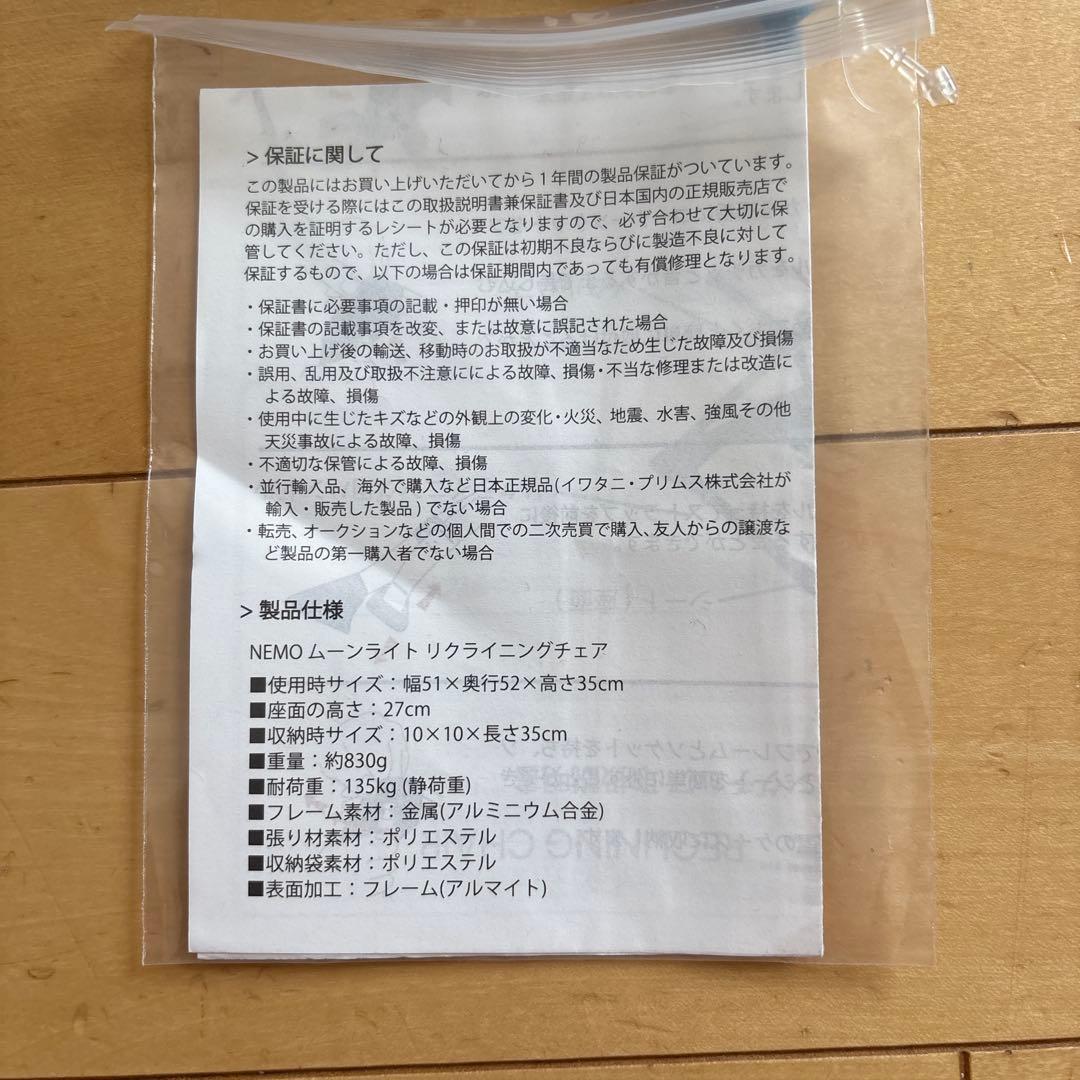 > 保証に関して
この製品にはお買い上げいただいてから1年間の製品保証がついています。
保証を受ける際にはこの取扱説明書兼保証書及び日本国内の正規販売店で
の購入を証明するレシートが必要となりますので、必ず合わせて大切に保
管してください。ただし、この保証は初期不良ならびに製造不良に対して
保証するもので、以下の場合は保証期間内であっても有償修理となります。
・保証書に必要事項の記載・押印が無い場合
・保証書の記載事項を改変、または故意に誤記された場合
・お買い上げ後の輸送、移動時のお取扱が不適当なため生じた故障及び損傷
・誤用、乱用及び取扱不注意にによる故障、損傷・不当な修理または改造に
よる故障、損傷
・使用中に生じたキズなどの外観上の変化・火災、地震、水害、強風その他
天災事故による故障、損傷
・不適切な保管による故障、損傷
・並行輸入品、海外で購入など日本正規品(イワタニ・プリムス株式会社が
輸入・販売した製品)でない場合
・転売、オークションなどの個人間での二次売買で購入、友人からの譲渡な
ど製品の第一購入者でない場合
> 製品仕様
NEMO ムーンライト リクライニングチェア
■使用時サイズ：幅51×奥行52×高さ35cm
■座面の高さ：27cm
■収納時サイズ：10×10×長さ35cm
■重量：約830g
■耐荷重：135kg (静荷重)
■フレーム素材：金属(アルミニウム合金)
■張り材素材：ポリエステル
■収納袋素材：ポリエステル
■表面加工：フレーム(アルマイト)